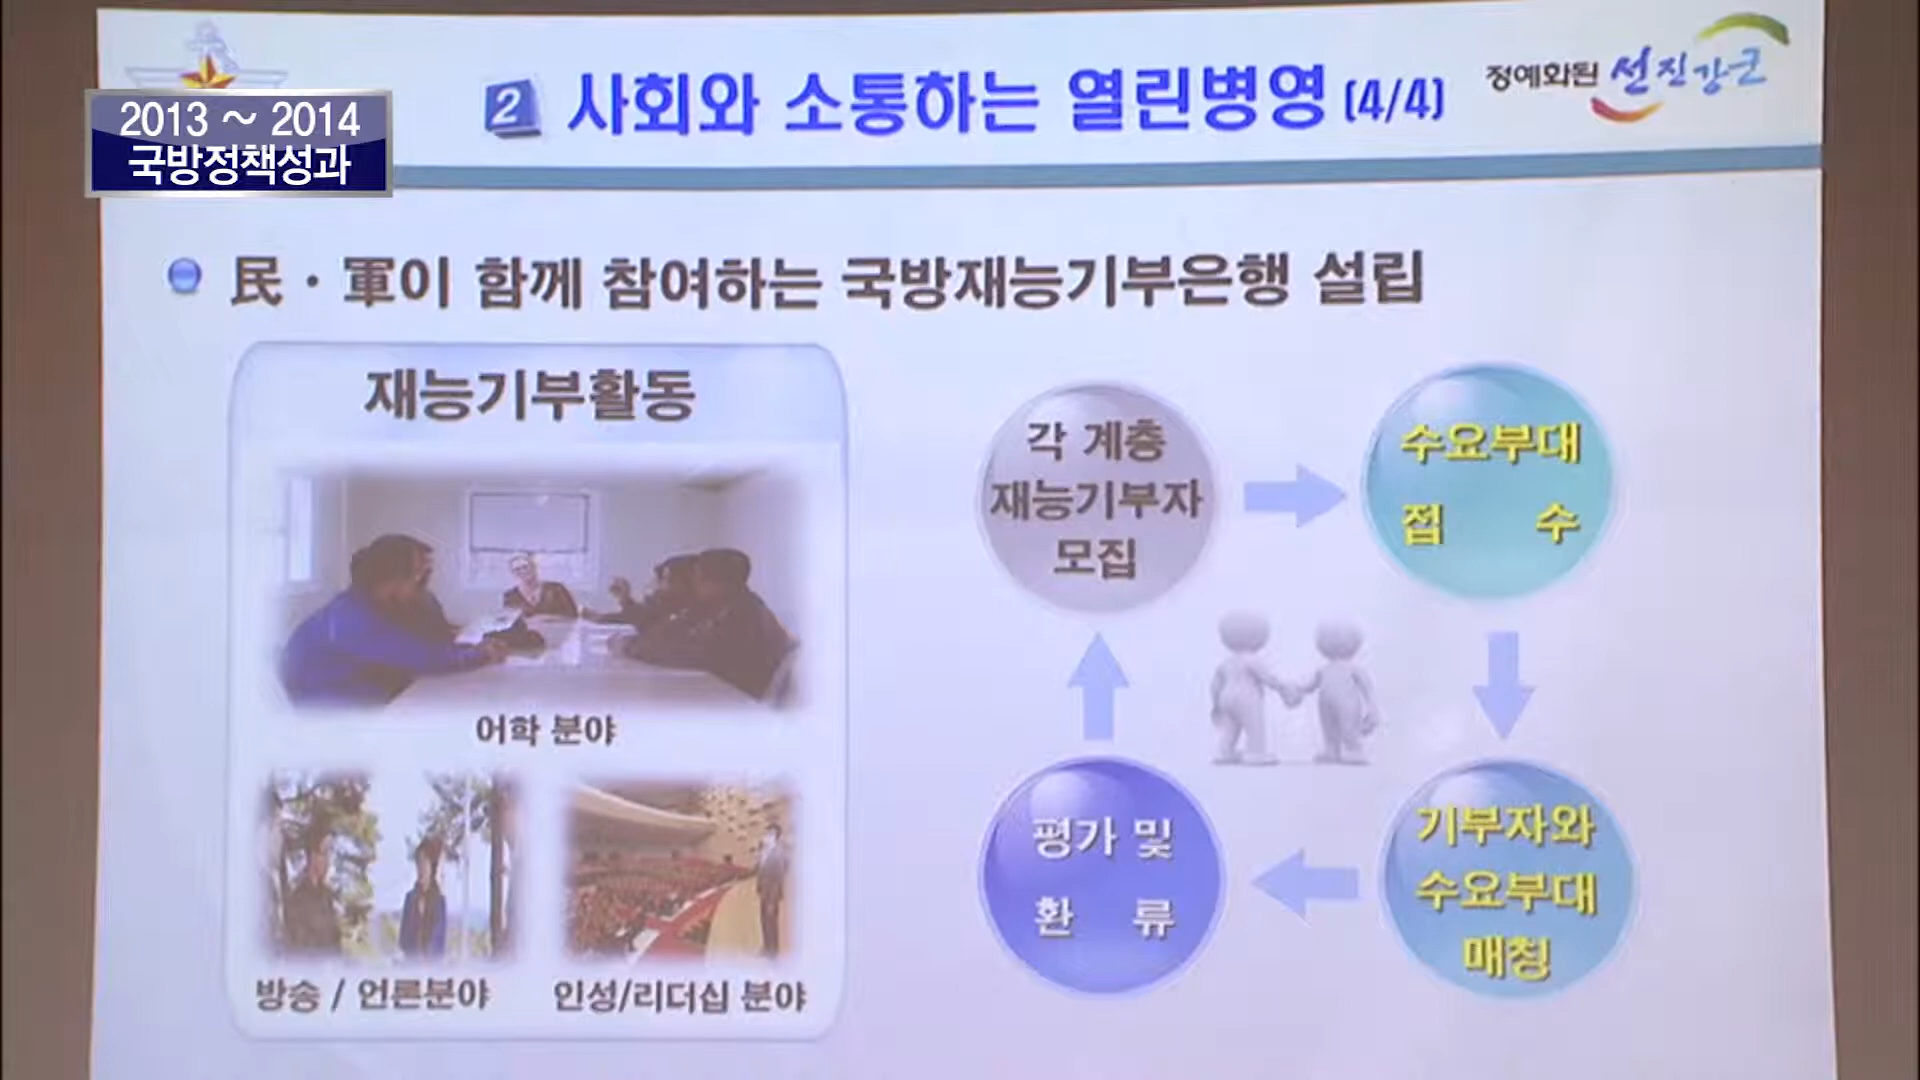 2013 ~ 2014
국방정책성과
2 사회와 소통하는 열린병영 (4/4)
정예화된 선진강군
民·軍이 함께 참여하는 국방재능기부은행 설립
재능기부활동
어학 분야
방송 / 언론분야
인성/리더십 분야
각 계층
재능기부자
모집
수요부대
접 수
기부자와
수요부대
매칭
평가 및
환 류